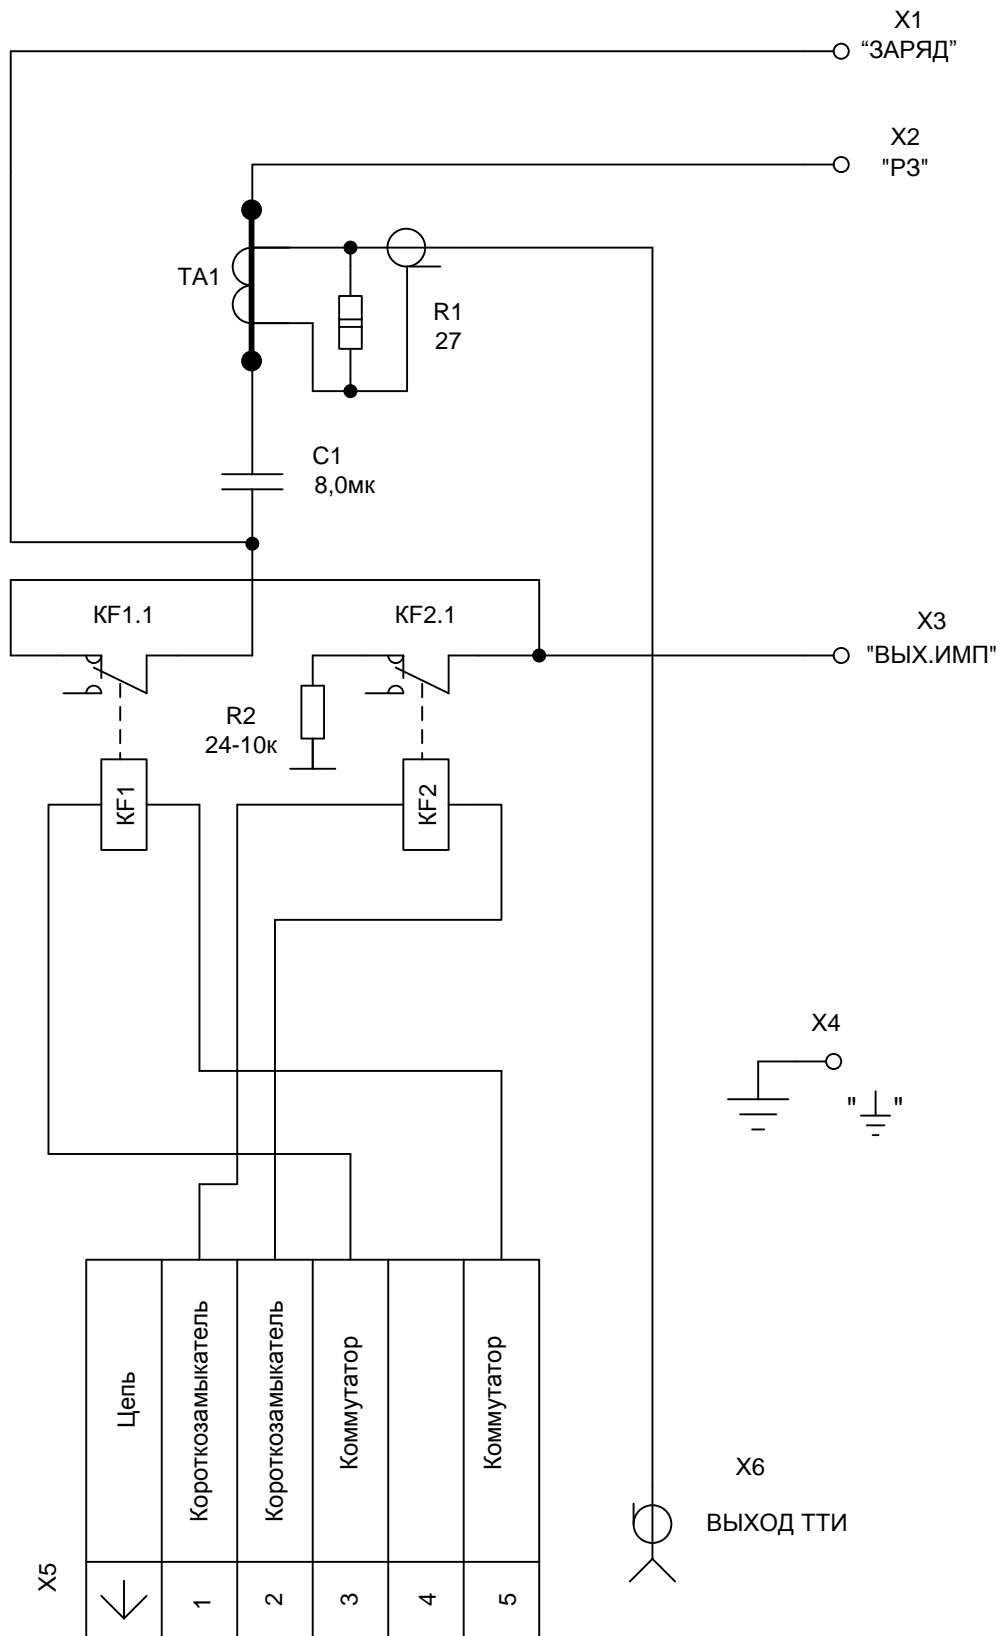 X1
“ЗАРЯД”
X2
"РЗ"
TA1
R1
27
C1
8,0мк
KF1.1
KF2.1
X3
"ВЫХ.ИМП"
R2
24-10к
KF1
KF2
X4
" "
Цепь
Короткозамыкатель
Короткозамыкатель
Коммутатор
Коммутатор
X6
ВЫХОД ТТИ
X5
1
2
3
4
5